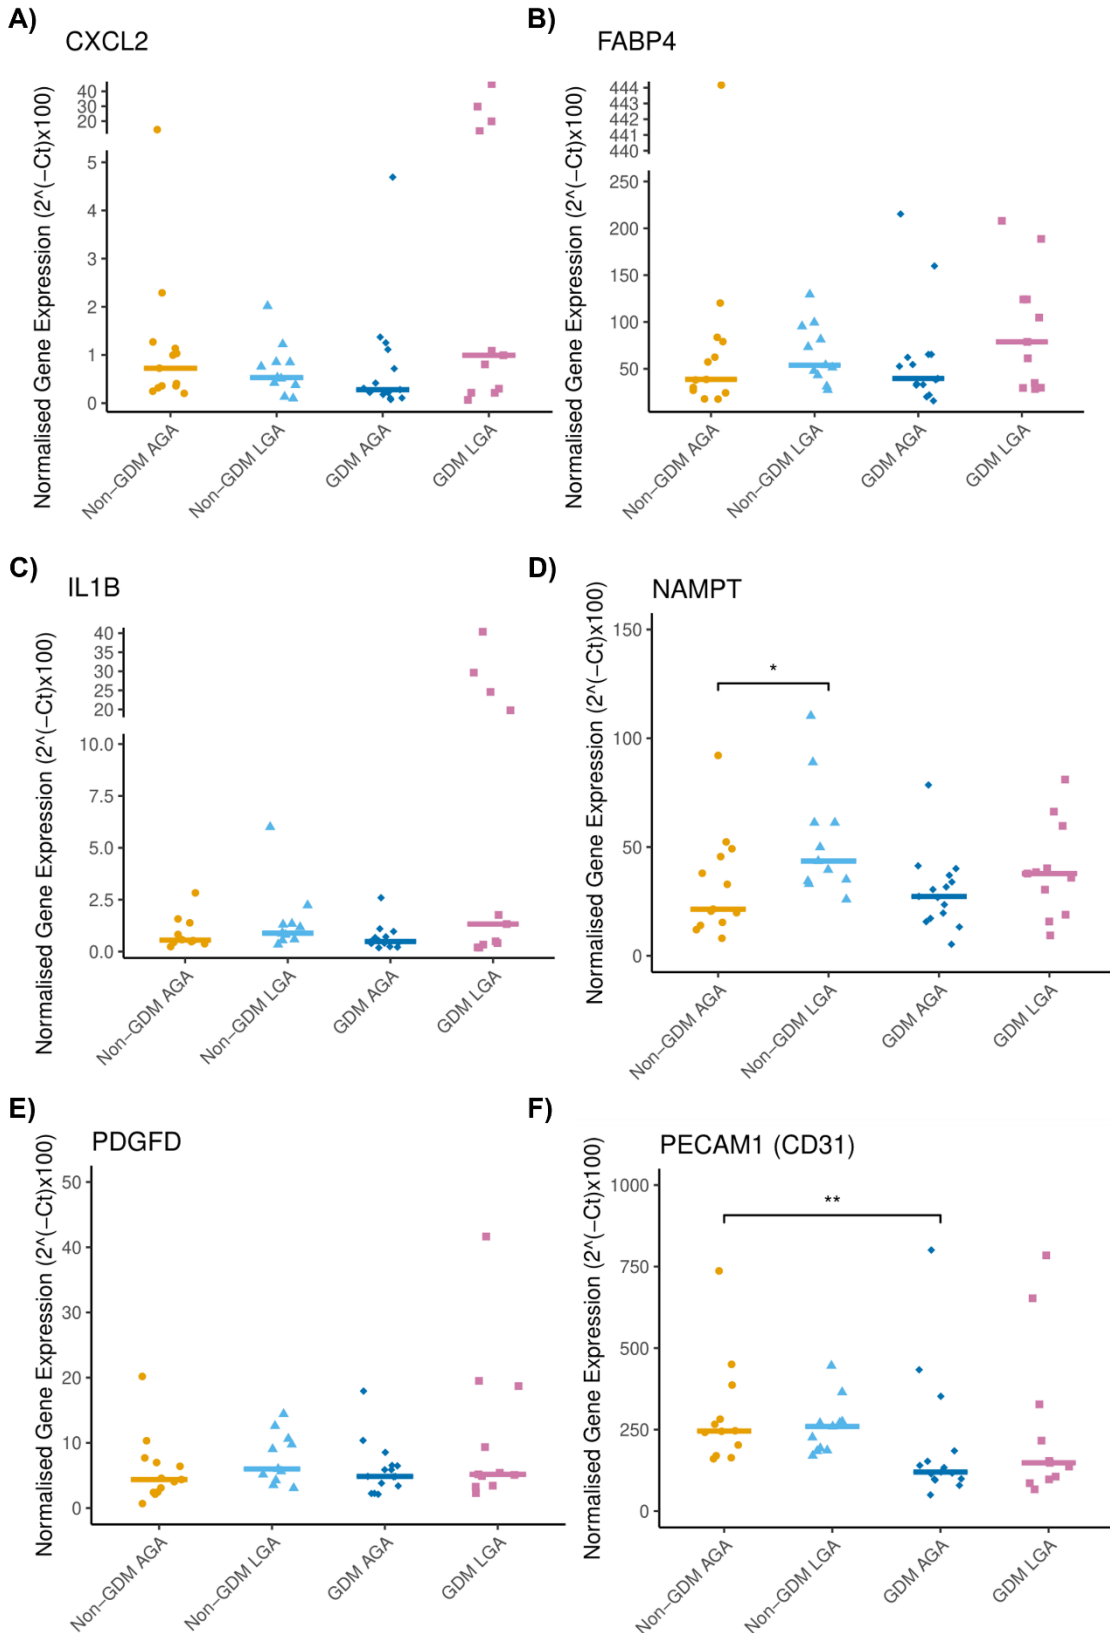 A)
CXCL2
Normalised Gene Expression (2^(−Ct)x100)
40
30
20
5
4
3
2
1
0
Non−GDM AGA
Non−GDM LGA
GDM AGA
GDM LGA
B)
FABP4
Normalised Gene Expression (2^(−Ct)x100)
444
443
442
441
440
250
200
150
100
50
Non−GDM AGA
Non−GDM LGA
GDM AGA
GDM LGA
C)
IL1B
Normalised Gene Expression (2^(−Ct)x100)
40
35
30
25
20
10.0
7.5
5.0
2.5
0.0
Non−GDM AGA
Non−GDM LGA
GDM AGA
GDM LGA
D)
NAMPT
Normalised Gene Expression (2^(−Ct)x100)
150
100
50
0
*
Non−GDM AGA
Non−GDM LGA
GDM AGA
GDM LGA
E)
PDGFD
Normalised Gene Expression (2^(−Ct)x100)
50
40
30
20
10
0
Non−GDM AGA
Non−GDM LGA
GDM AGA
GDM LGA
F)
PECAM1 (CD31)
Normalised Gene Expression (2^(−Ct)x100)
1000
750
500
250
0
**
Non−GDM AGA
Non−GDM LGA
GDM AGA
GDM LGA